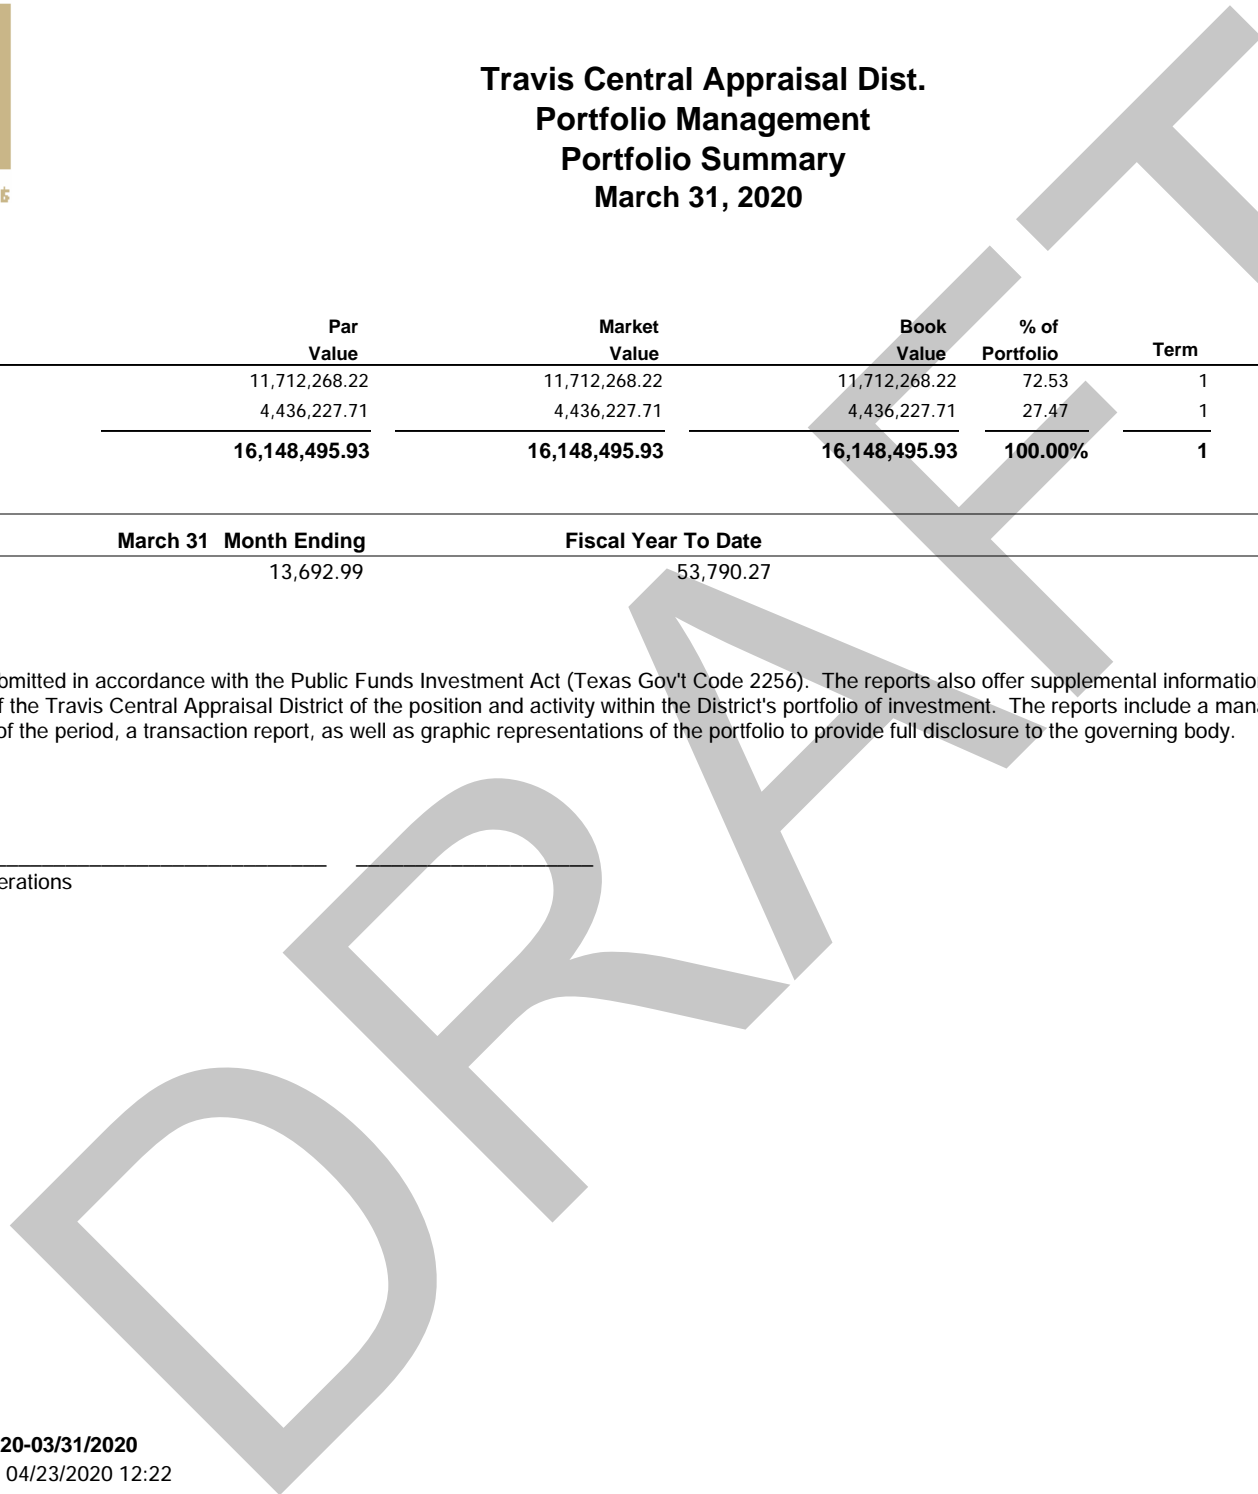 Travis Central Appraisal Dist.
Portfolio Management
Portfolio Summary
March 31, 2020
Par Value Market Value Book Value % of Portfolio Term
11,712,268.22 11,712,268.22 11,712,268.22 72.53 1
4,436,227.71 4,436,227.71 4,436,227.71 27.47 1
16,148,495.93 16,148,495.93 16,148,495.93 100.00% 1
March 31 Month Ending Fiscal Year To Date
13,692.99 53,790.27
bmitted in accordance with the Public Funds Investment Act (Texas Gov't Code 2256). The reports also offer supplemental informatio
f the Travis Central Appraisal District of the position and activity within the District's portfolio of investment. The reports include a mana
of the period, a transaction report, as well as graphic representations of the portfolio to provide full disclosure to the governing body.
erations
20-03/31/2020
04/23/2020 12:22
DRAFT